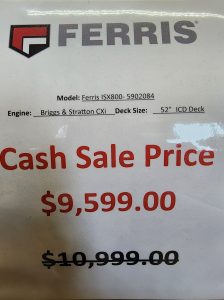 FERRIS
Model: Ferris ISX800- 5902084
Engine: Briggs & Stratton CXi Deck Size: 52" ICD Deck
Cash Sale Price
$9,599.00
$10,999.00